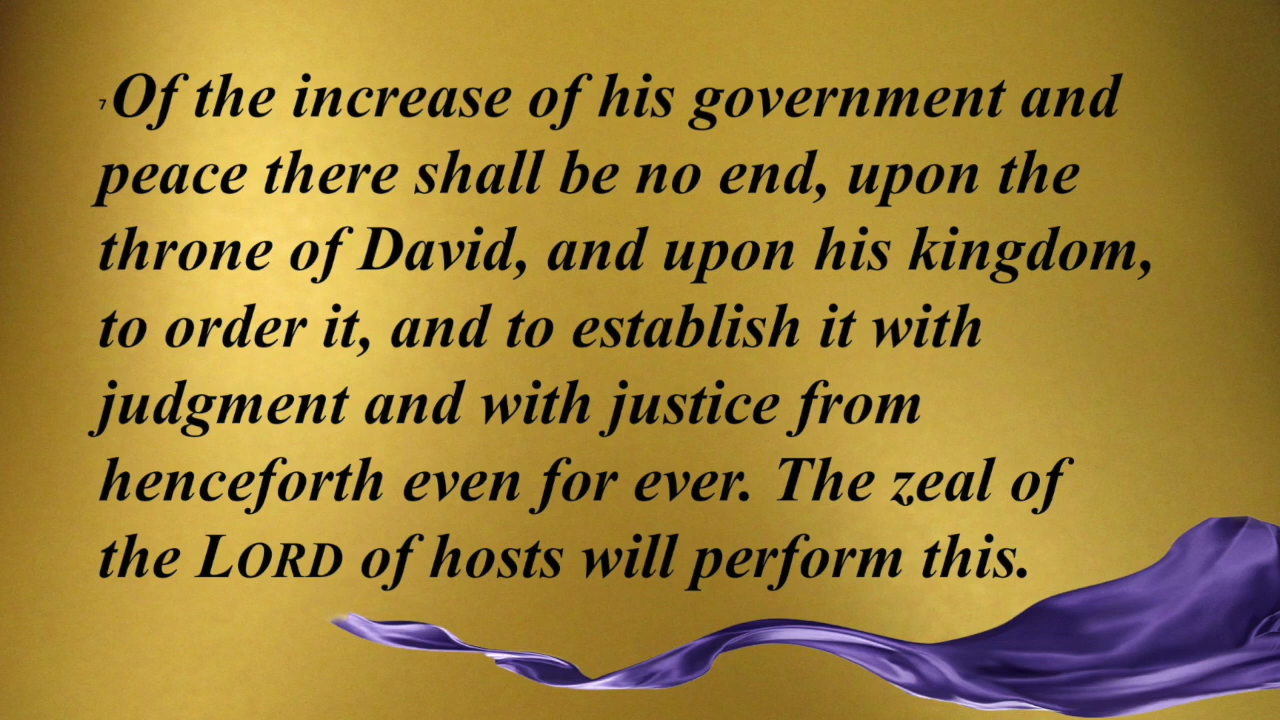 7 Of the increase of his government and
peace there shall be no end, upon the
throne of David, and upon his kingdom,
to order it, and to establish it with
judgment and with justice from
henceforth even for ever. The zeal of
the LORD of hosts will perform this.